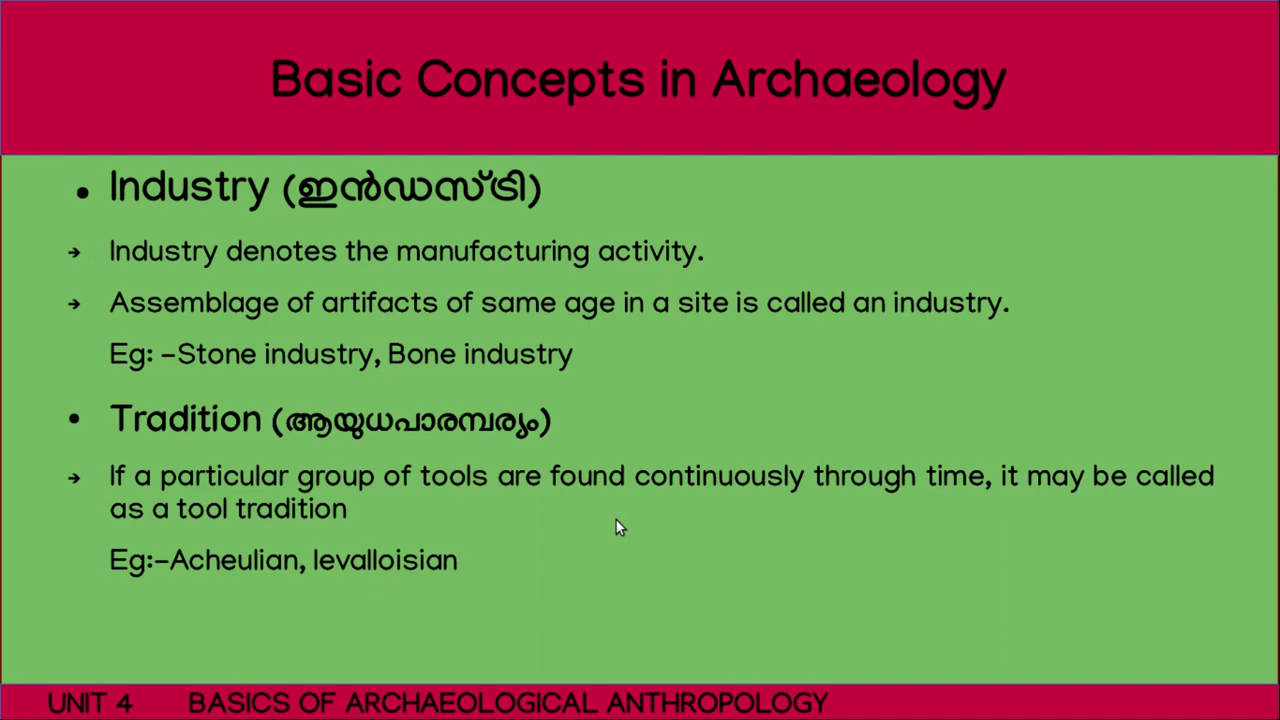 Basic Concepts in Archaeology
• Industry (ഇൻഡസ്ട്രി)
➔ Industry denotes the manufacturing activity.
➔ Assemblage of artifacts of same age in a site is called an industry.
Eg: -Stone industry, Bone industry
• Tradition (ആയുധപാരമ്പര്യം)
➔ If a particular group of tools are found continuously through time, it may be called
as a tool tradition
Eg:-Acheulian, levalloisian
UNIT 4 BASICS OF ARCHAEOLOGICAL ANTHROPOLOGY